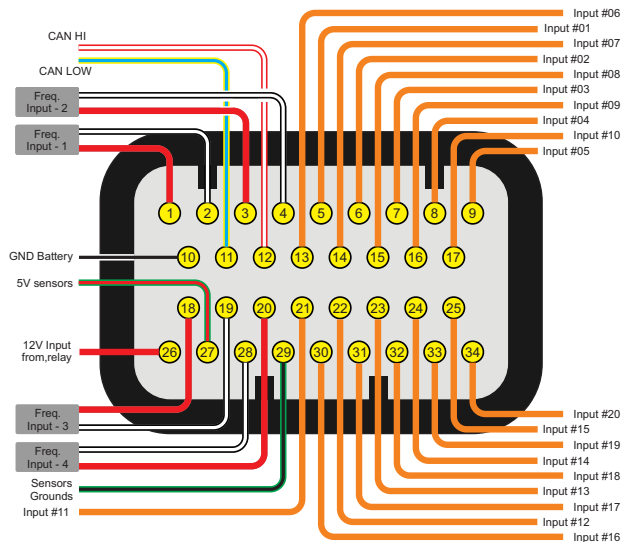 Input #06
Input #01
CAN HI
Input #07
Input #02
CAN LOW
Input #08
Input #03
Freq.
Input - 2
Input #09
Input #04
Freq.
Input - 1
Input #10
Input #05
1 2 3 4 5 6 7 8 9
GND Battery
10 11 12 13 14 15 16 17
5V sensors
18 19 20 21 22 23 24 25
12V Input
from,relay
26 27 28 29 30 31 32 33 34
Freq.
Input - 3
Input #20
Input #15
Input #19
Freq.
Input - 4
Input #14
Input #18
Sensors
Grounds
Input #13
Input #17
Input #11
Input #12
Input #16